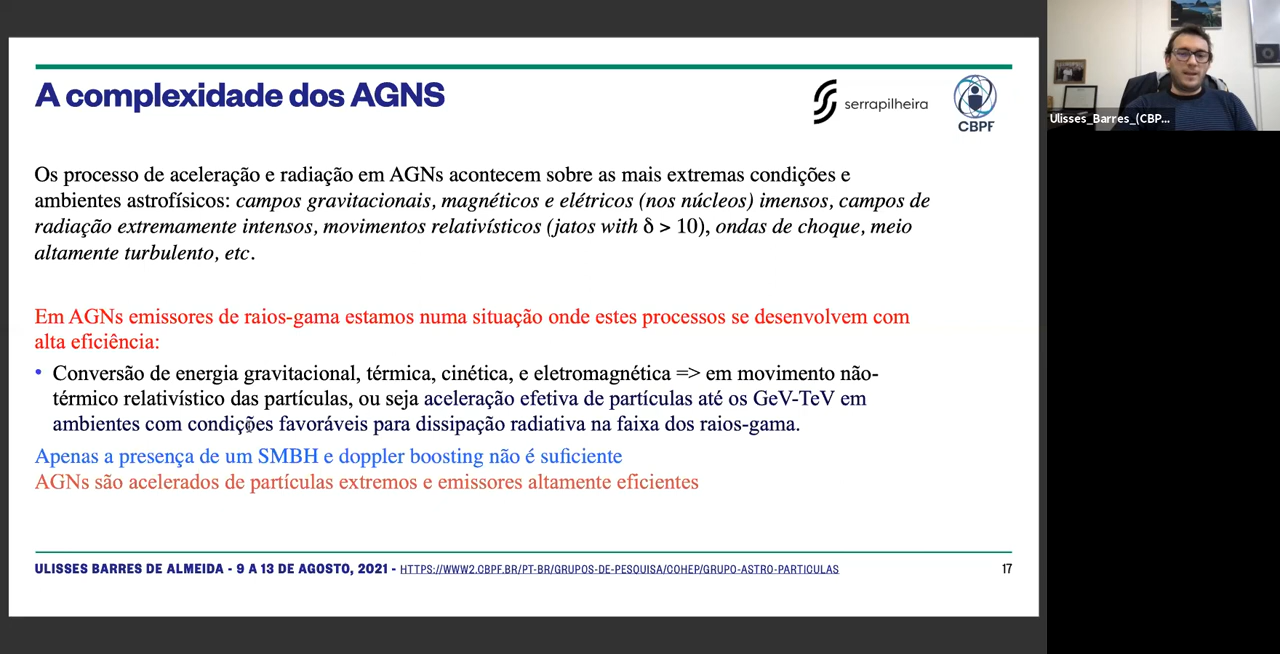 A complexidade dos AGNS
serrapilheira
CBPF
Os processo de aceleração e radiação em AGNs acontecem sobre as mais extremas condições e
ambientes astrofísicos: campos gravitacionais, magnéticos e elétricos (nos núcleos) imensos, campos de
radiação extremamente intensos, movimentos relativísticos (jatos with δ > 10), ondas de choque, meio
altamente turbulento, etc.
Em AGNs emissores de raios-gama estamos numa situação onde estes processos se desenvolvem com
alta eficiência:
• Conversão de energia gravitacional, térmica, cinética, e eletromagnética => em movimento não-
térmico relativístico das partículas, ou seja aceleração efetiva de partículas até os GeV-TeV em
ambientes com condições favoráveis para dissipação radiativa na faixa dos raios-gama.
Apenas a presença de um SMBH e doppler boosting não é suficiente
AGNs são acelerados de partículas extremos e emissores altamente eficientes
ULISSES BARRES DE ALMEIDA - 9 A 13 DE AGOSTO, 2021 - HTTPS://WWW2.CBPF.BR/PT-BR/GRUPOS-DE-PESQUISA/COHEP/GRUPO-ASTRO-PARTICULAS
17
Ulisses_Barres_(CBP...